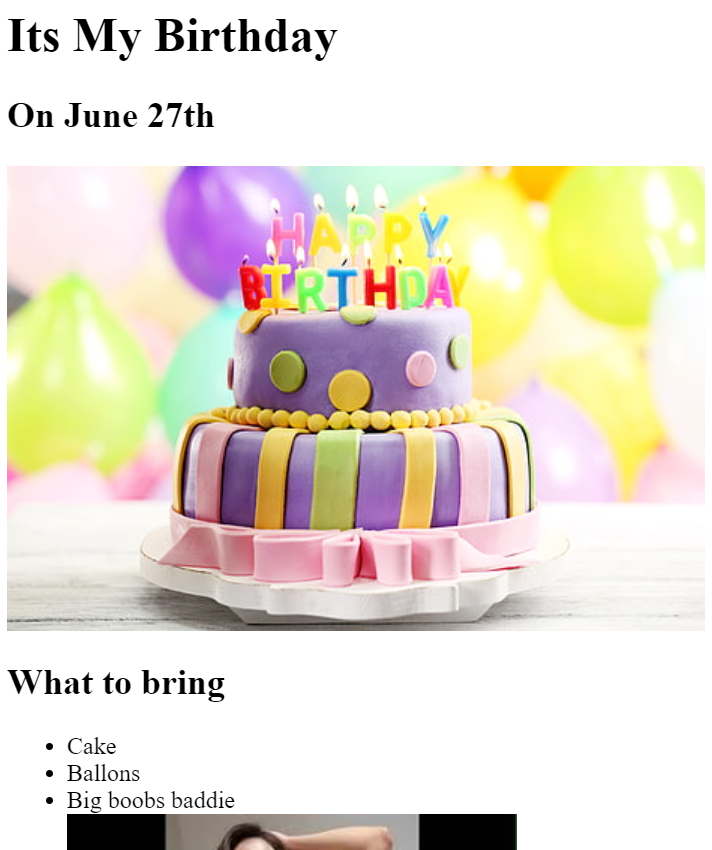 Its My Birthday
On June 27th
HAPPY
BIRTHDAY
What to bring
Cake
Ballons
Big boobs baddie